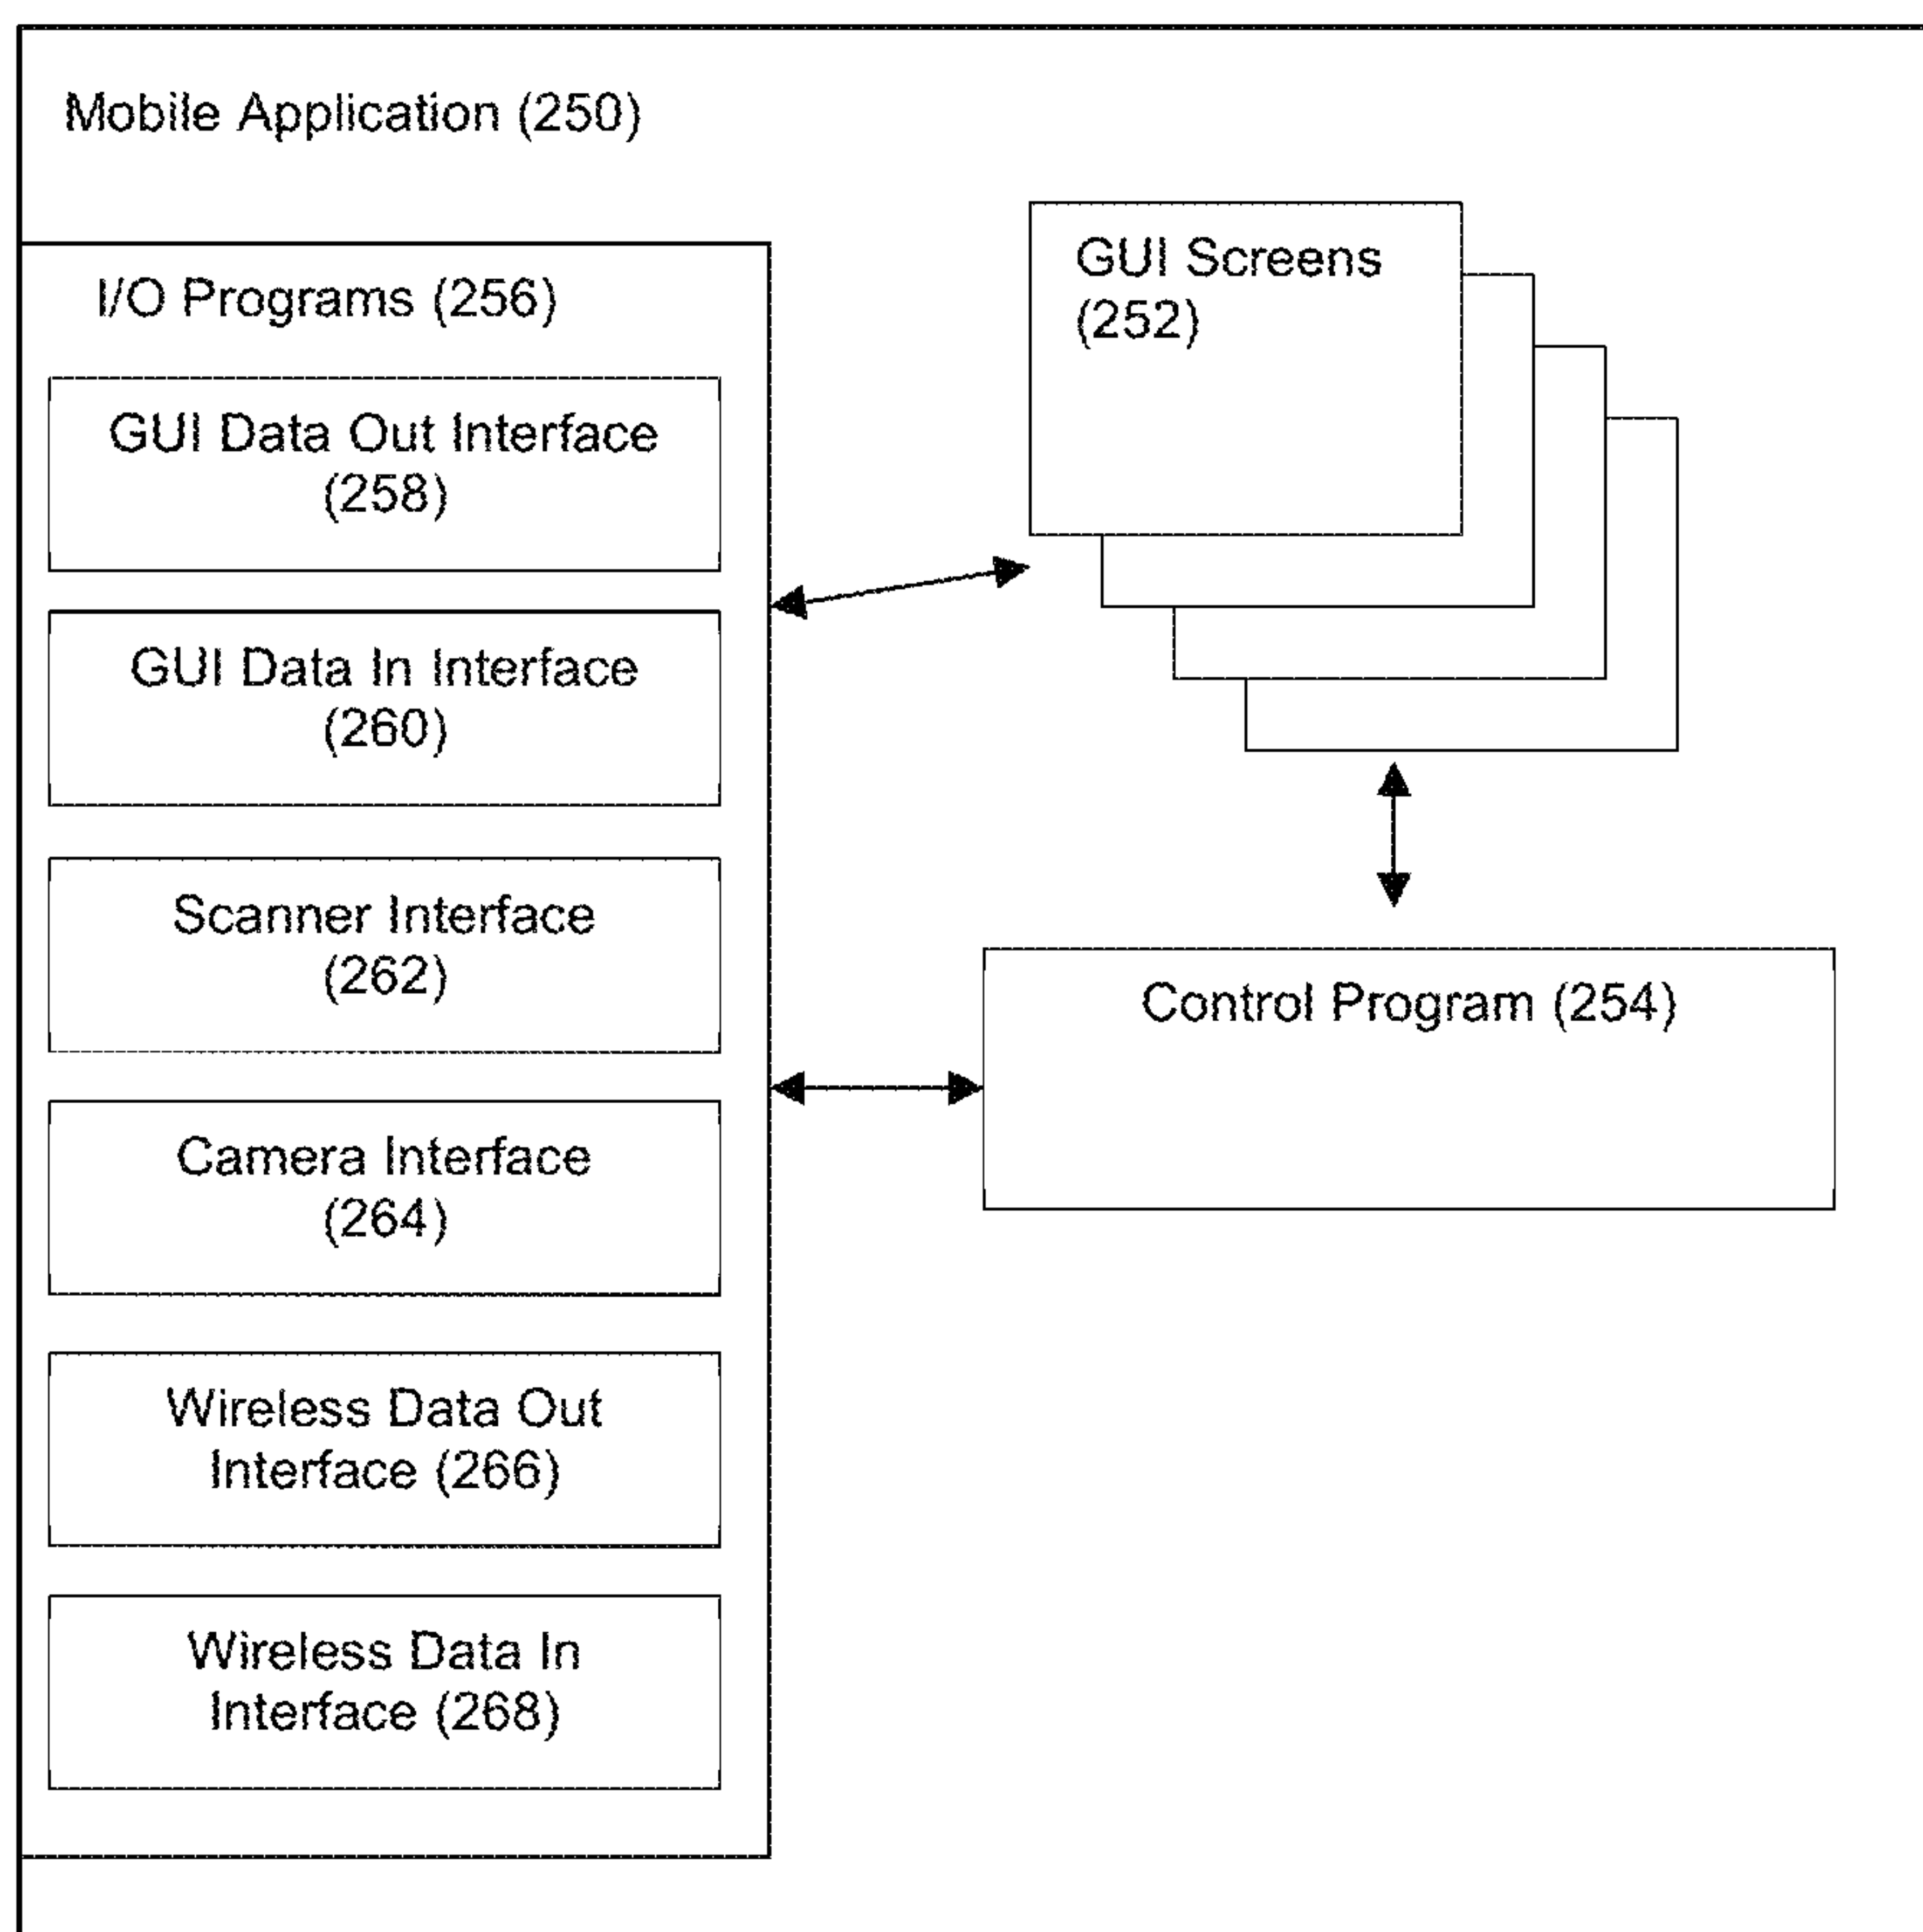 Mobile Application (250)
I/O Programs (256)
GUI Data Out Interface
(258)
GUI Data In Interface
(260)
Scanner Interface
(262)
Camera Interface
(264)
Wireless Data Out
Interface (266)
Wireless Data In
Interface (268)
GUI Screens
(252)
Control Program (254)